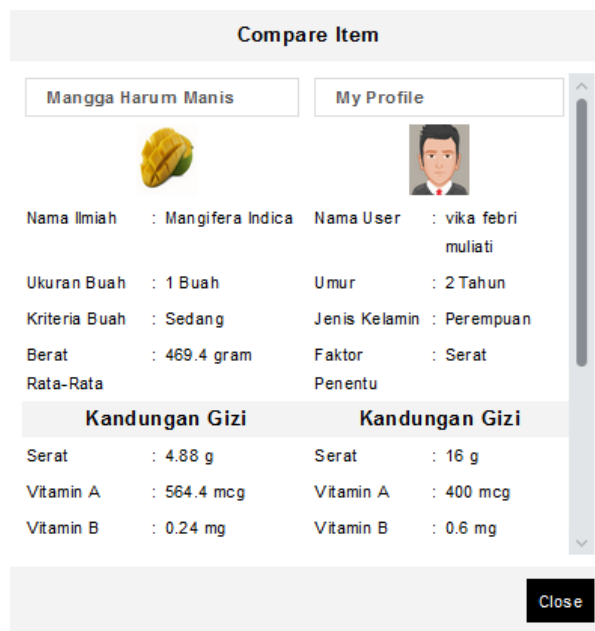 Compare Item
Mangga Harum Manis
My Profile
Nama Ilmiah : Mangifera Indica
Nama User : vika febri
muliati
Ukuran Buah : 1 Buah
Umur : 2 Tahun
Kriteria Buah : Sedang
Jenis Kelamin : Perempuan
Berat : 469.4 gram
Rata-Rata
Faktor : Serat
Penentu
Kandungan Gizi
Kandungan Gizi
Serat : 4.88 g
Serat : 16 g
Vitamin A : 564.4 mcg
Vitamin A : 400 mcg
Vitamin B : 0.24 mg
Vitamin B : 0.6 mg
Close